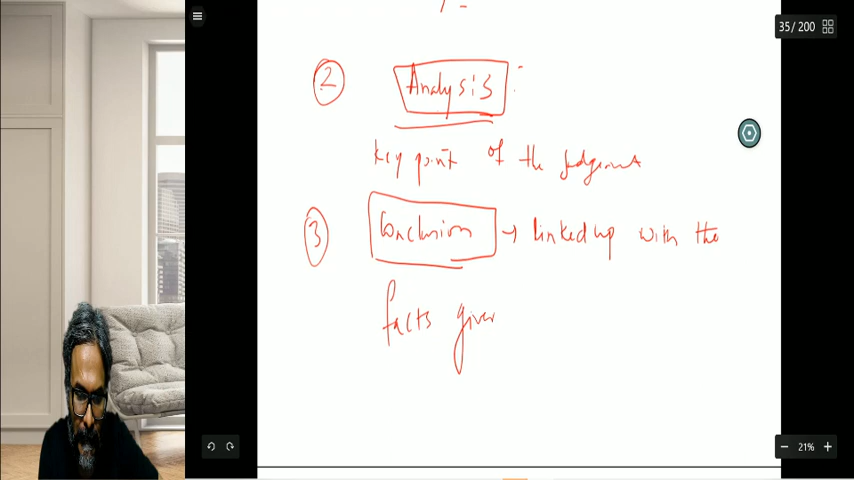 35/ 200
② Analysis :-
key point of the judgement
③ Conclusion → linked up with the
facts given
21%